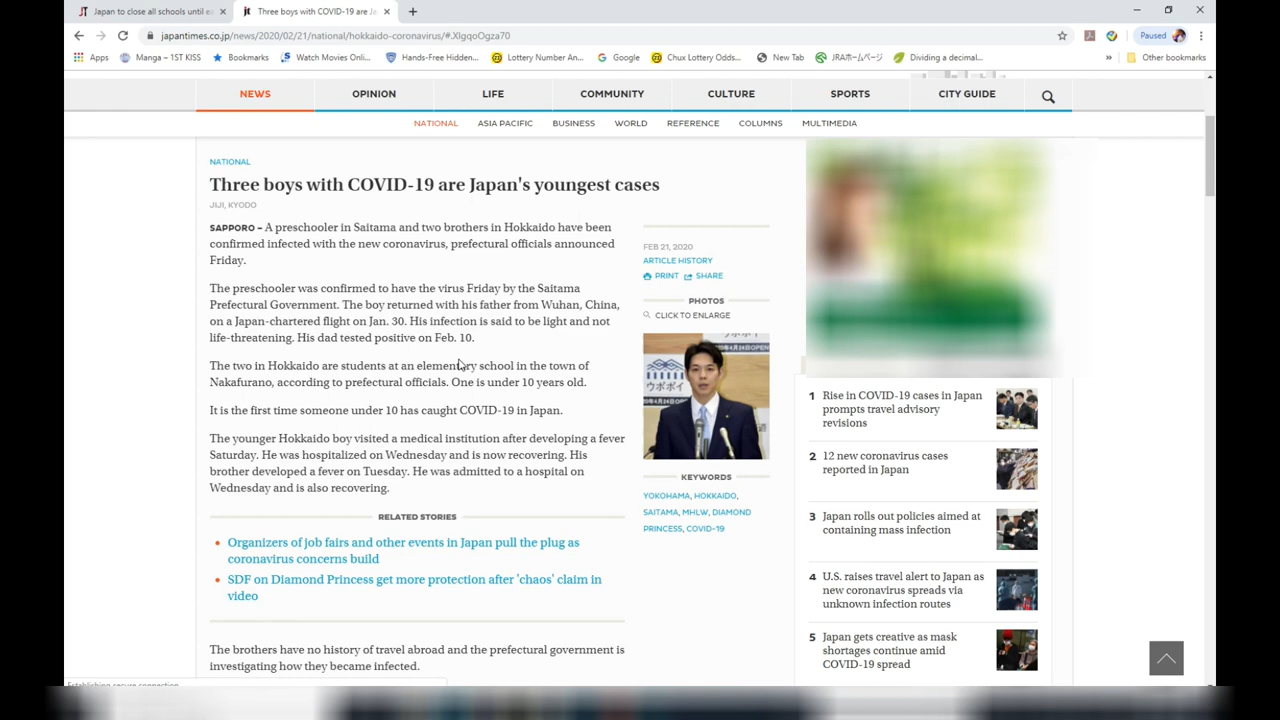 Japan to close all schools until ea
Three boys with COVID-19 are Ja
japantimes.co.jp/news/2020/02/21/national/hokkaido-coronavirus/#.XlgqoOgza70
Paused
Apps
Manga – 1ST KISS
Bookmarks
Watch Movies Onli...
Hands-Free Hidden...
Lottery Number An...
Google
Chux Lottery Odds...
New Tab
JRAホームページ
Dividing a decimal...
»
Other bookmarks
NEWS
OPINION
LIFE
COMMUNITY
CULTURE
SPORTS
CITY GUIDE
NATIONAL
ASIA PACIFIC
BUSINESS
WORLD
REFERENCE
COLUMNS
MULTIMEDIA
NATIONAL
Three boys with COVID-19 are Japan's youngest cases
JIJI, KYODO
SAPPORO – A preschooler in Saitama and two brothers in Hokkaido have been
confirmed infected with the new coronavirus, prefectural officials announced
Friday.
The preschooler was confirmed to have the virus Friday by the Saitama
Prefectural Government. The boy returned with his father from Wuhan, China,
on a Japan-chartered flight on Jan. 30. His infection is said to be light and not
life-threatening. His dad tested positive on Feb. 10.
The two in Hokkaido are students at an elementary school in the town of
Nakafurano, according to prefectural officials. One is under 10 years old.
It is the first time someone under 10 has caught COVID-19 in Japan.
The younger Hokkaido boy visited a medical institution after developing a fever
Saturday. He was hospitalized on Wednesday and is now recovering. His
brother developed a fever on Tuesday. He was admitted to a hospital on
Wednesday and is also recovering.
RELATED STORIES
Organizers of job fairs and other events in Japan pull the plug as
coronavirus concerns build
SDF on Diamond Princess get more protection after 'chaos' claim in
video
The brothers have no history of travel abroad and the prefectural government is
investigating how they became infected.
FEB 21, 2020
ARTICLE HISTORY
PRINT SHARE
PHOTOS
CLICK TO ENLARGE
ウポポイ
KEYWORDS
YOKOHAMA, HOKKAIDO,
SAITAMA, MHLW, DIAMOND
PRINCESS, COVID-19
1 Rise in COVID-19 cases in Japan
prompts travel advisory
revisions
2 12 new coronavirus cases
reported in Japan
3 Japan rolls out policies aimed at
containing mass infection
4 U.S. raises travel alert to Japan as
new coronavirus spreads via
unknown infection routes
5 Japan gets creative as mask
shortages continue amid
COVID-19 spread
Establishing secure connection